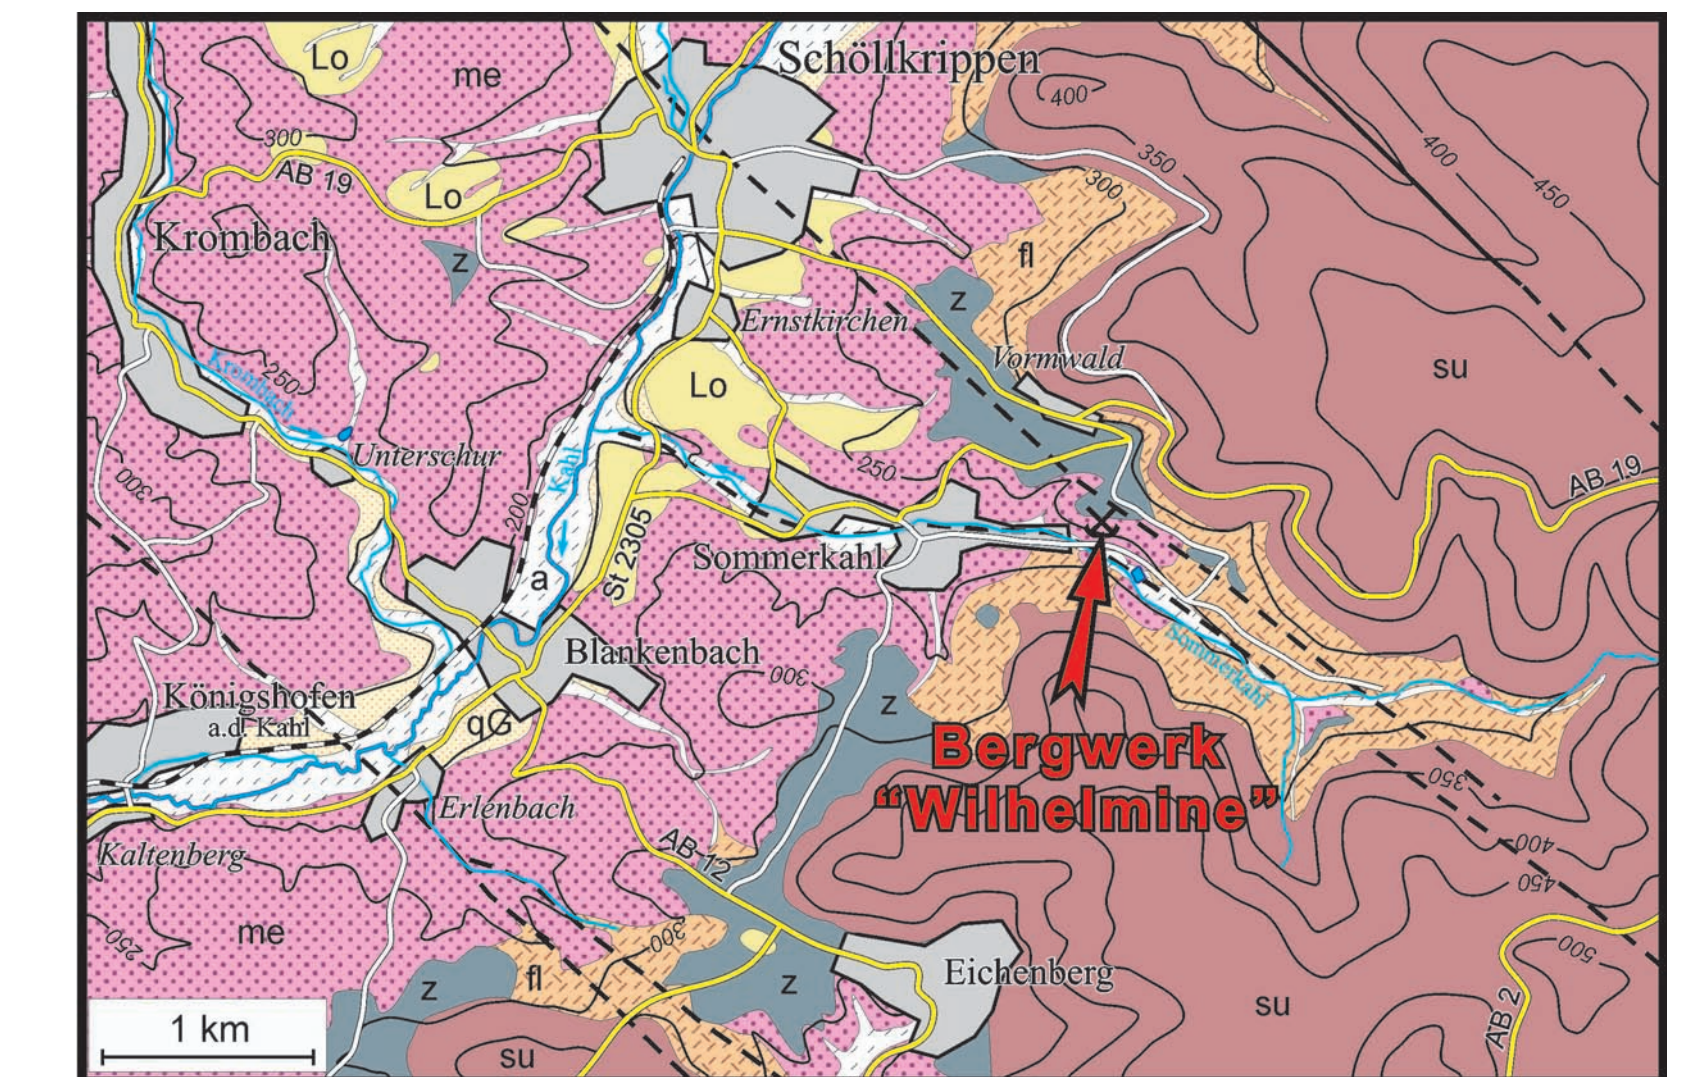 Lo
me
Schöllkrippen
400
300
AB 19
Lo
350
300
400
450
Krombach
z
fl
z
Ernstkirchen
Vormwald
Krombach
250
Lo
su
Unterschur
300
Kahl
250
200
AB 19
St 2305
Sommerkahl
a
Blankenbach
300
Sommerkahl
Königshofen
a.d. Kahl
qG
z
Bergwerk
“Wilhelmine”
350
Erlenbach
Kaltenberg
AB 12
400
450
250
me
300
500
z
fl
z
Eichenberg
su
AB 2
1 km
su